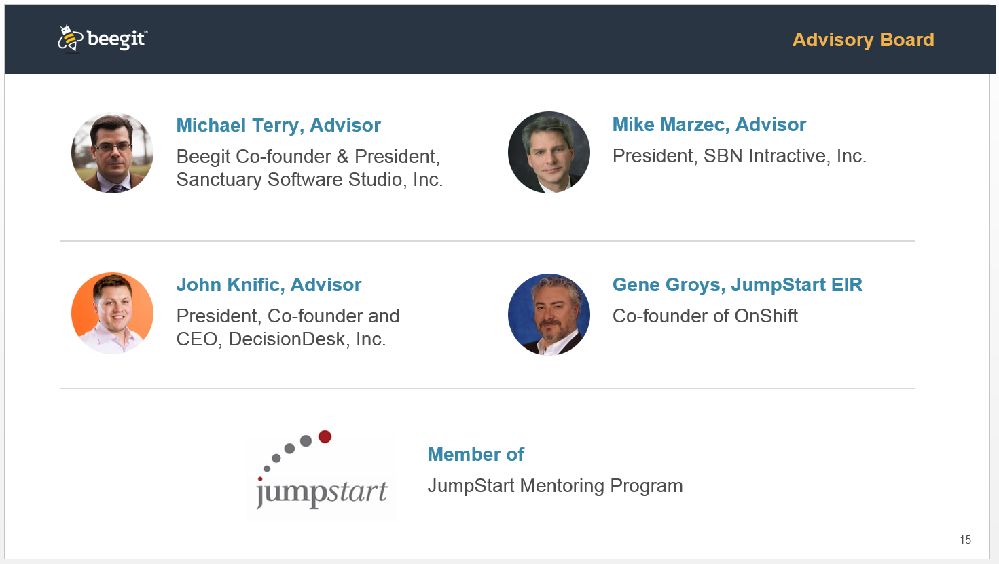 beegit™
Advisory Board
Michael Terry, Advisor
Beegit Co-founder & President,
Sanctuary Software Studio, Inc.
Mike Marzec, Advisor
President, SBN Intractive, Inc.
John Knific, Advisor
President, Co-founder and
CEO, DecisionDesk, Inc.
Gene Groys, JumpStart EIR
Co-founder of OnShift
jumpstart
Member of
JumpStart Mentoring Program
15